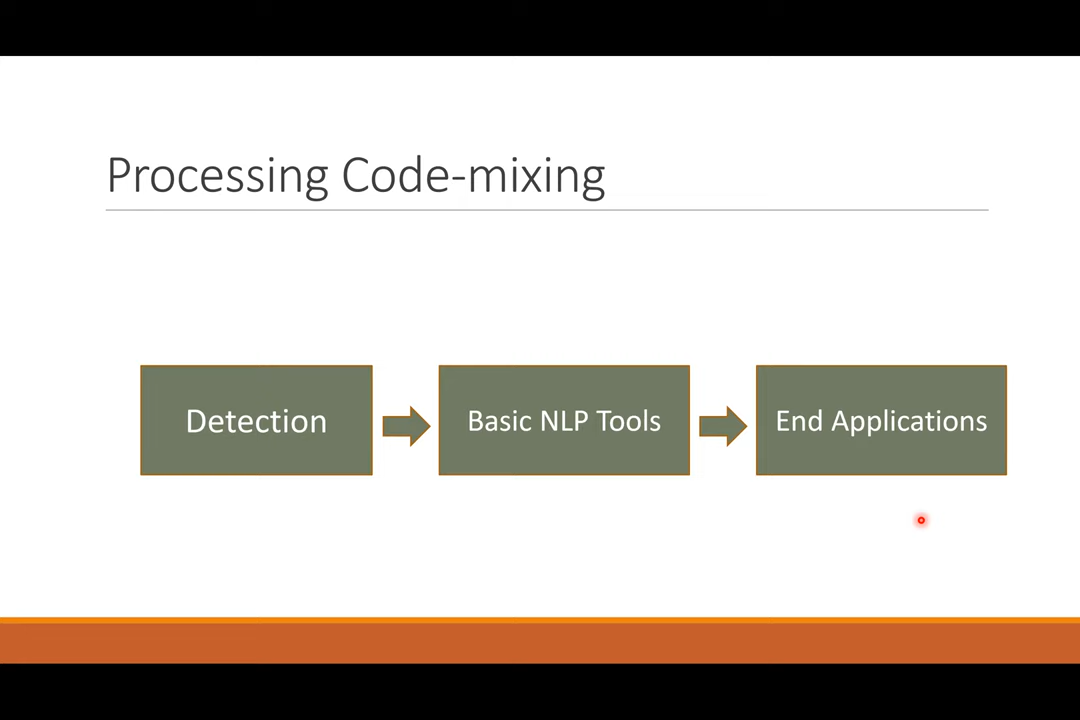 Processing Code-mixing
Detection
Basic NLP Tools
End Applications